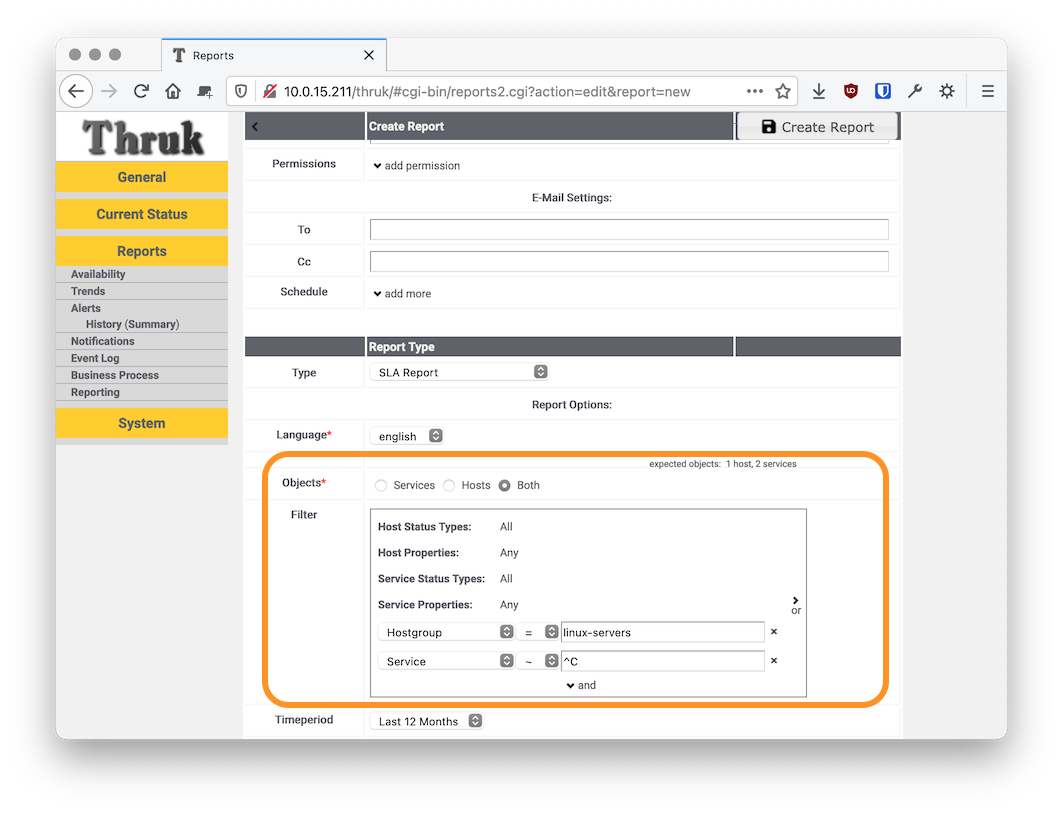 Reports
10.0.15.211/thruk/#cgi-bin/reports2.cgi?action=edit&report=new
Thruk
General
Current Status
Reports
Availability
Trends
Alerts
History (Summary)
Notifications
Event Log
Business Process
Reporting
System
Create Report
Create Report
Permissions
add permission
E-Mail Settings:
To
Cc
Schedule
add more
Report Type
Type
SLA Report
Report Options:
Language*
english
expected objects: 1 host, 2 services
Objects*
Services Hosts Both
Filter
Host Status Types: All
Host Properties: Any
Service Status Types: All
Service Properties: Any
or
Hostgroup = linux-servers ×
Service ~ ^C ×
and
Timeperiod
Last 12 Months